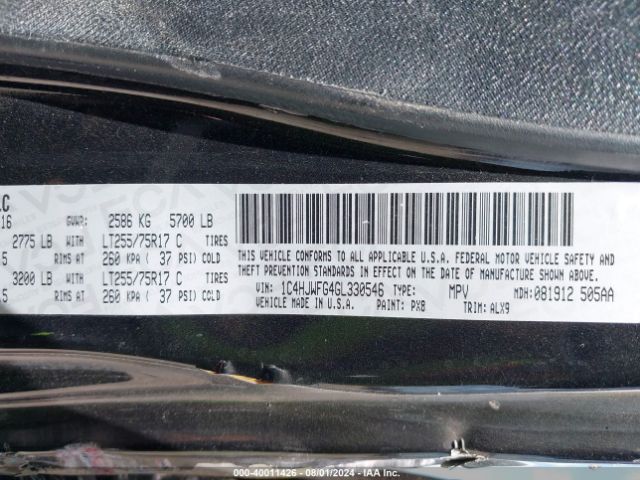 LC
16 GVWR: 2586 KG 5700 LB
2775 LB WITH LT255/75R17 C TIRES
5 RIMS AT 260 KPA ( 37 PSI) COLD
3200 LB WITH LT255/75R17 C TIRES
.5 RIMS AT 260 KPA ( 37 PSI) COLD
THIS VEHICLE CONFORMS TO ALL APPLICABLE U.S.A. FEDERAL MOTOR VEHICLE SAFETY
AND THEFT PREVENTION STANDARDS IN EFFECT ON THE DATE OF MANUFACTURE SHOWN ABOVE.
VIN: 1C4HJWFG4GL330546 TYPE: MPV MDH: 081912 505AA
VEHICLE MADE IN U.S.A. PAINT: PX8 TRIM: ALX9
000-40011426 - 08/01/2024 - IAA Inc.